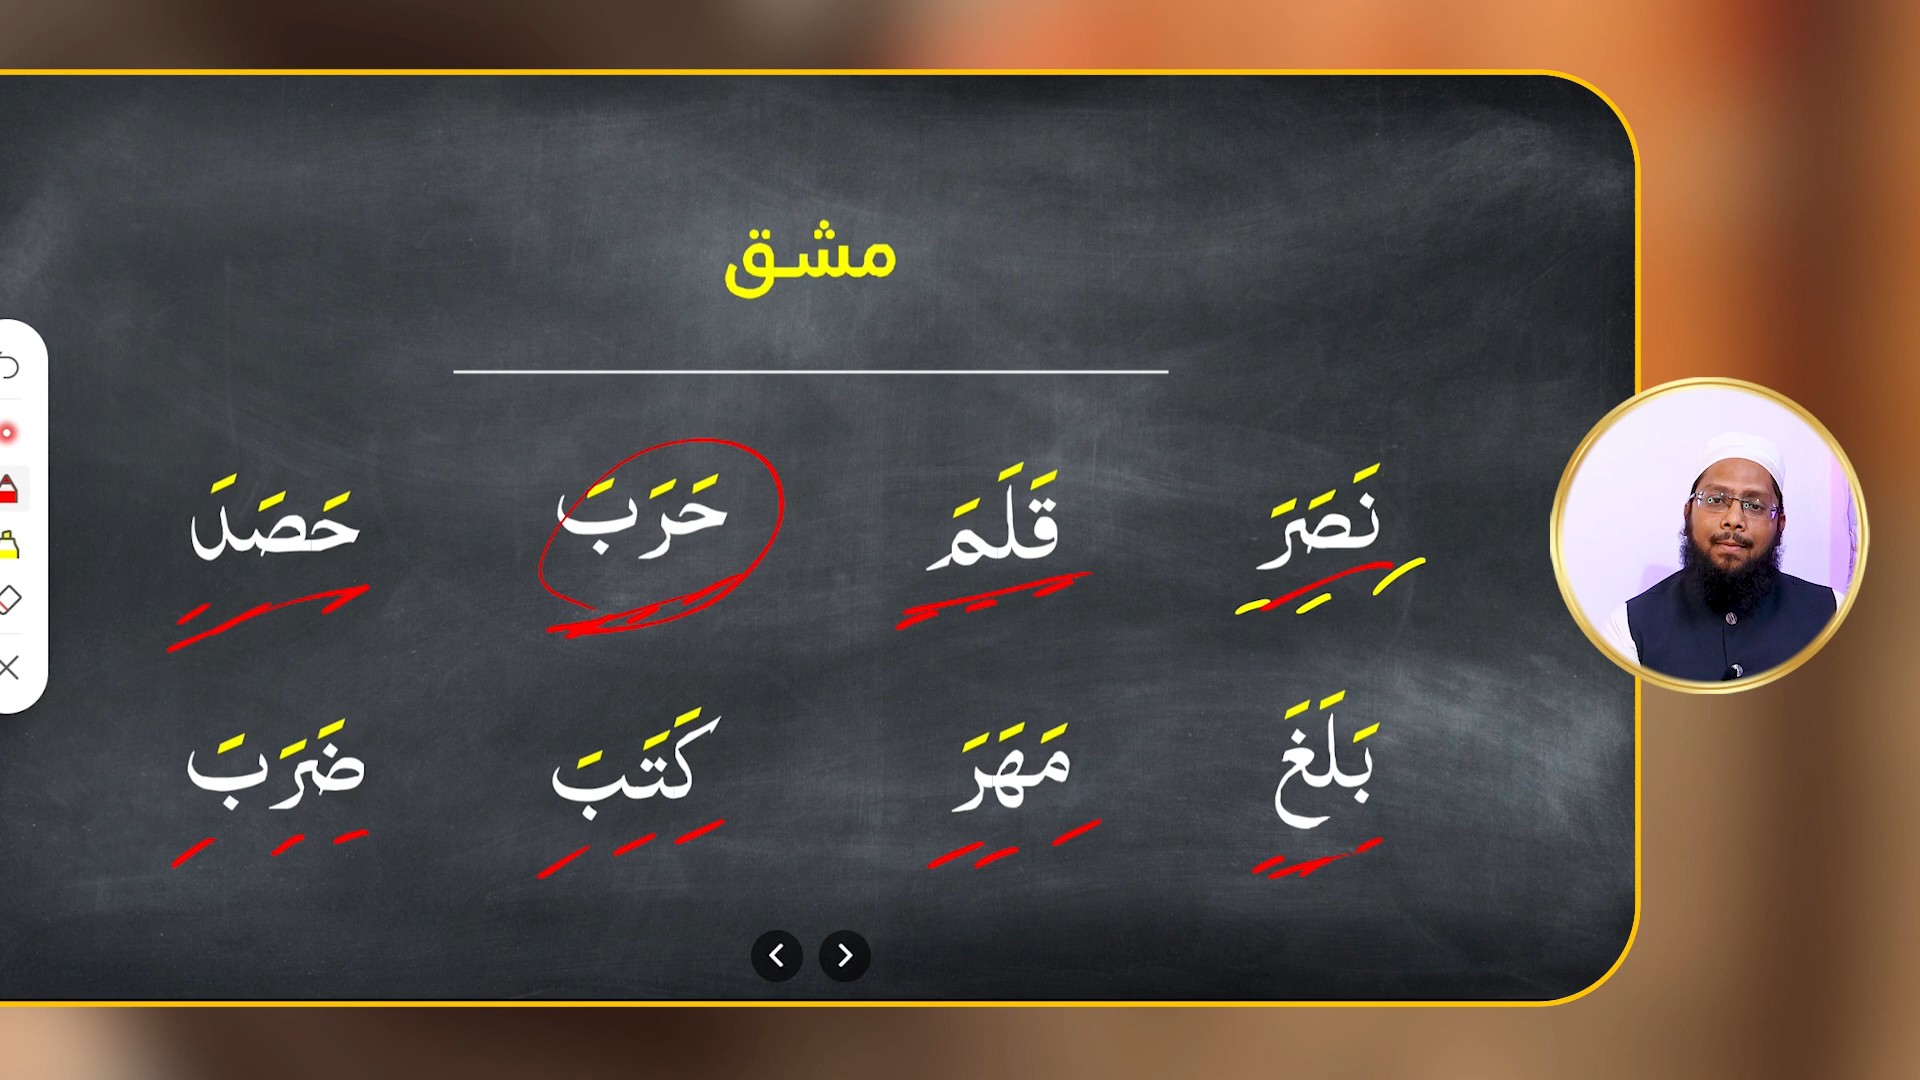 مشق
نَصَرَ قَلَمَ حَرَبَ حَصَدَ
بَلَغَ مَهَرَ كَتَبَ ضَرَبَ